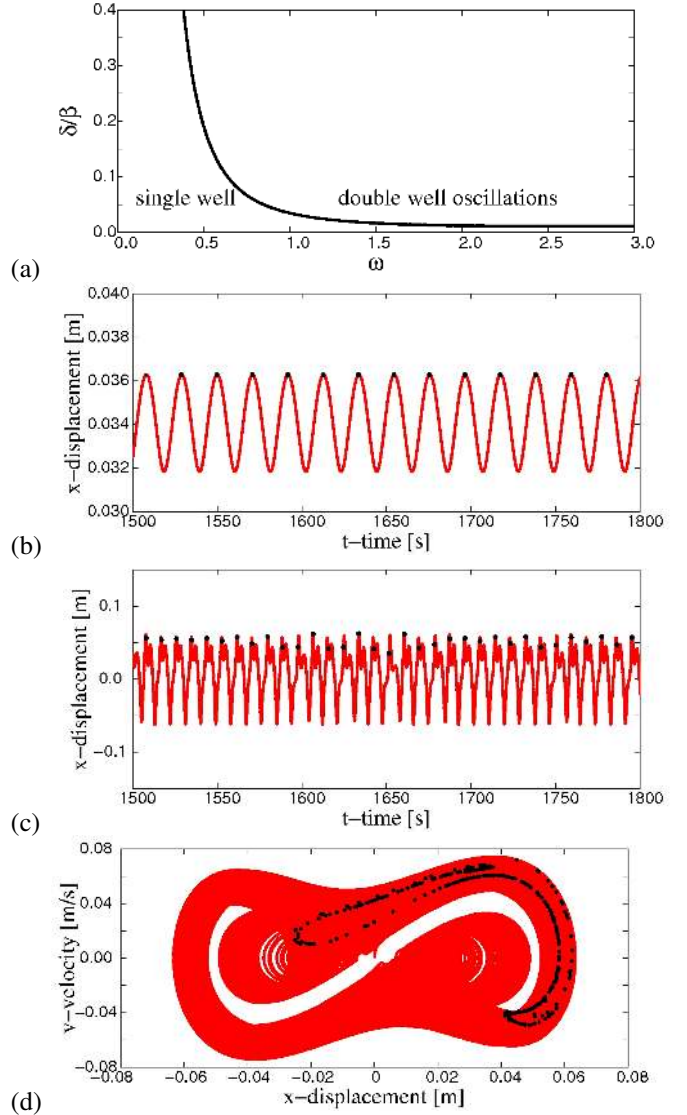 0.4
0.3
0.2
0.1
0.0
δ/β
single well
double well oscillations
0.0 0.5 1.0 1.5 2.0 2.5 3.0
ω
(a)
0.040
0.038
0.036
0.034
0.032
0.030
x−displacement [m]
1500 1550 1600 1650 1700 1750 1800
t−time [s]
(b)
0.1
0.0
−0.1
x−displacement [m]
1500 1550 1600 1650 1700 1750 1800
t−time [s]
(c)
0.08
0.04
0.00
−0.04
−0.08
v−velocity [m/s]
−0.08 −0.06 −0.04 −0.02 0 0.02 0.04 0.06 0.08
x−displacement [m]
(d)